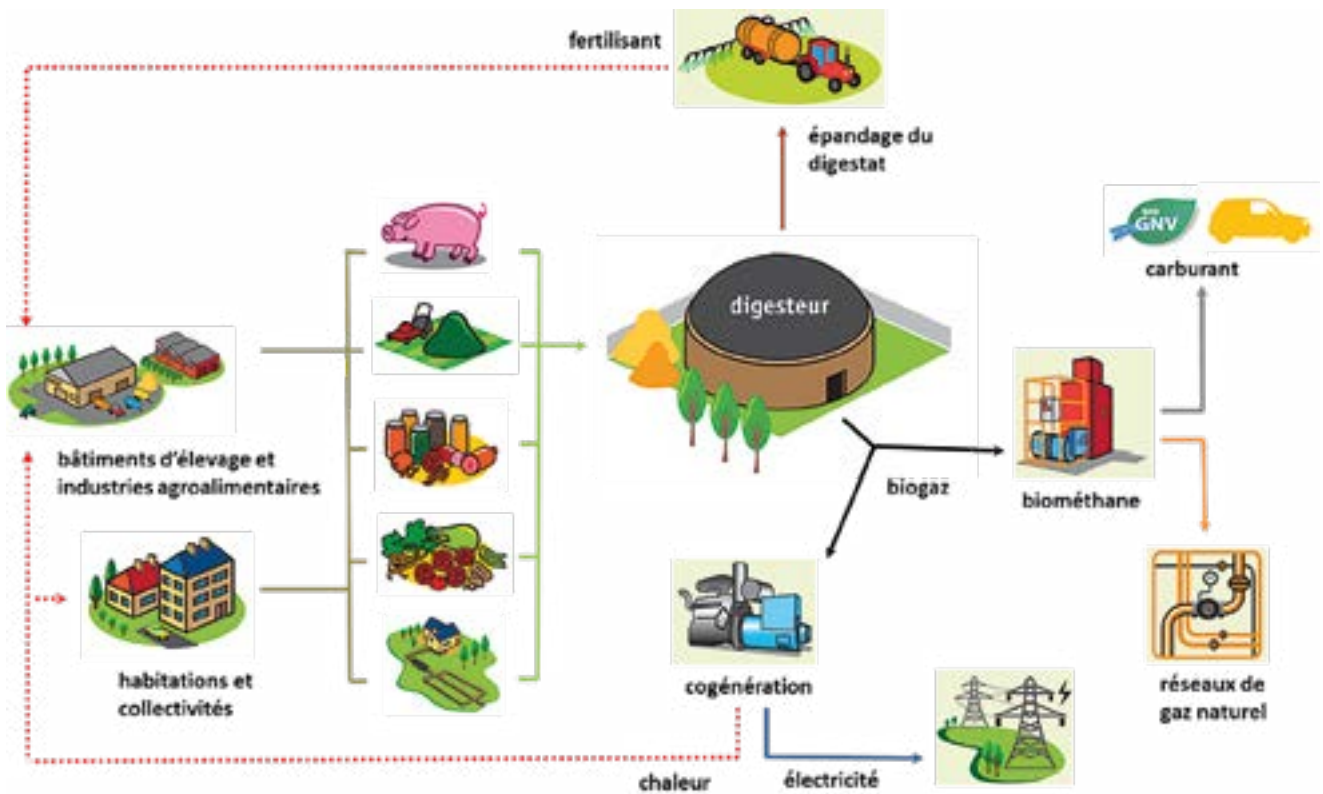 fertilisant
épandage du
digestat
GNV
carburant
digesteur
bâtiments d'élevage et
industries agroalimentaires
biogaz
biométhane
habitations et
collectivités
cogénération
réseaux de
gaz naturel
chaleur
électricité